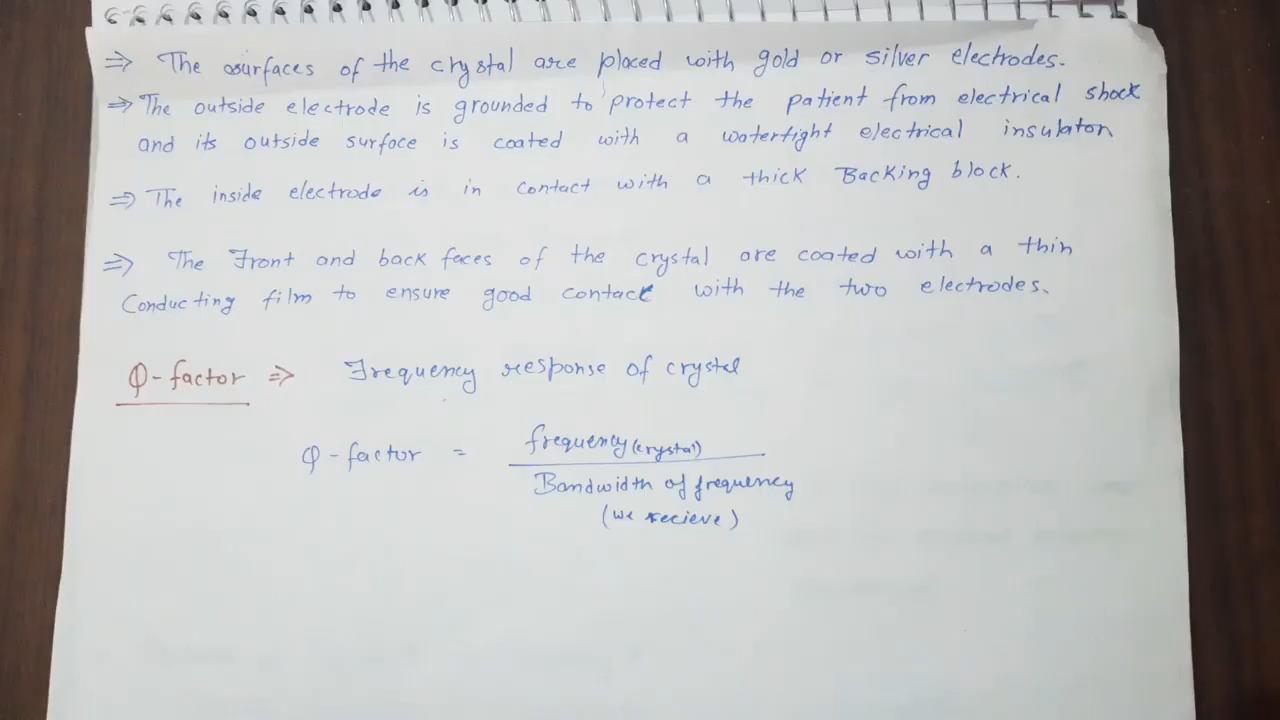 ⇒ The surfaces of the crystal are placed with gold or silver electrodes.
⇒ The outside electrode is grounded to protect the patient from electrical shock
and its outside surface is coated with a watertight electrical insulator
⇒ The inside electrode is in contact with a thick Backing block.
⇒ The Front and back faces of the crystal are coated with a thin
Conducting film to ensure good contact with the two electrodes.
Q-factor ⇒ Frequency response of crystal
Q-factor = frequency(crystal)
Bandwidth of frequency
(we recieve)